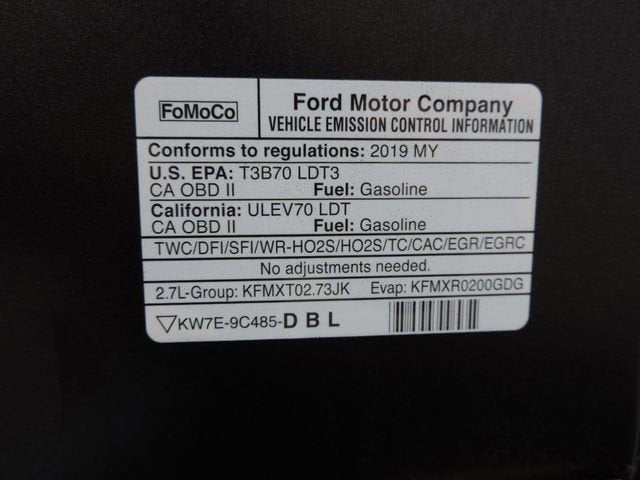 FoMoCo
Ford Motor Company
VEHICLE EMISSION CONTROL INFORMATION
Conforms to regulations: 2019 MY
U.S. EPA: T3B70 LDT3
CA OBD II Fuel: Gasoline
California: ULEV70 LDT
CA OBD II Fuel: Gasoline
TWC/DFI/SFI/WR-HO2S/HO2S/TC/CAC/EGR/EGRC
No adjustments needed.
2.7L-Group: KFMXT02.73JK Evap: KFMXR0200GDG
KW7E-9C485-DBL